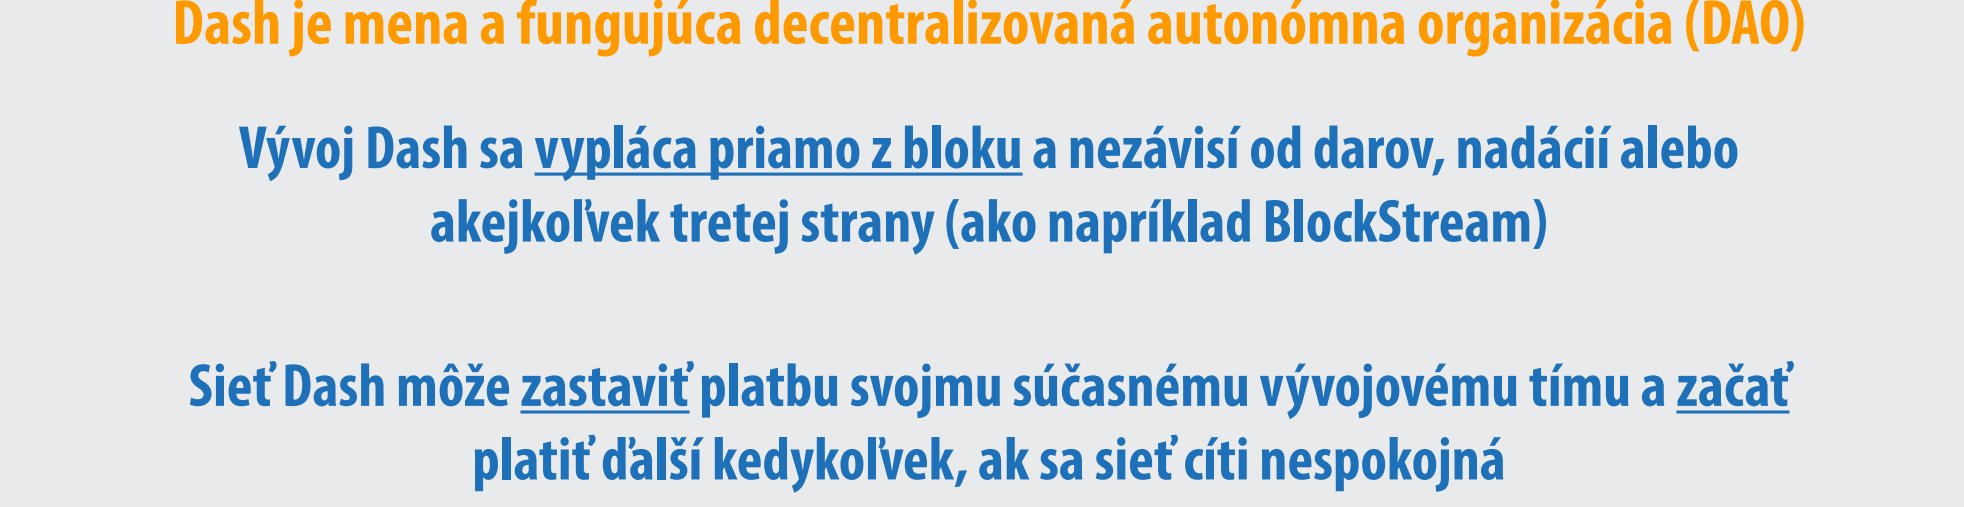 Dash je mena a fungujúca decentralizovaná autonómna organizácia (DAO)
Vývoj Dash sa vypláca priamo z bloku a nezávisí od darov, nadácií alebo
akejkoľvek tretej strany (ako napríklad BlockStream)
Sieť Dash môže zastaviť platbu svojmu súčasnému vývojovému tímu a začať
platiť ďalší kedykoľvek, ak sa sieť cíti nespokojná